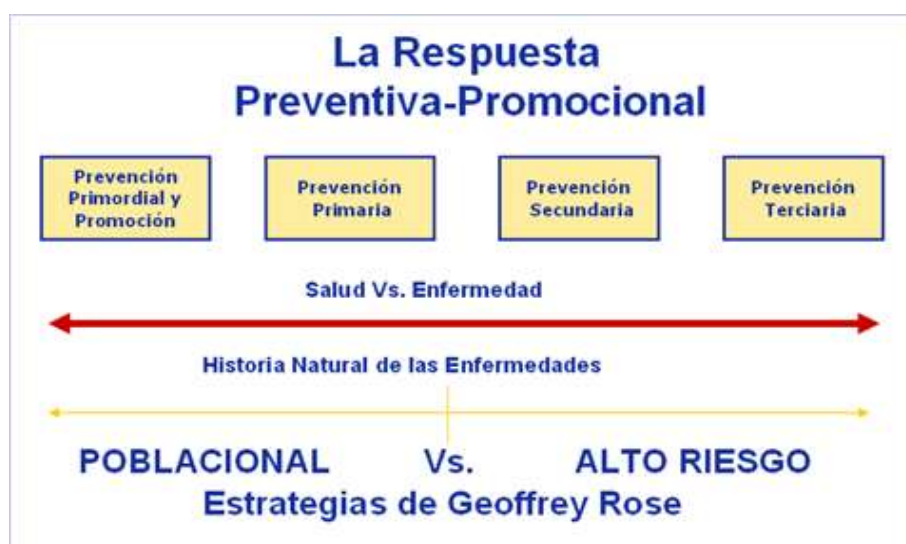 La Respuesta
Preventiva-Promocional
Prevención
Primordial y
Promoción
Prevención
Primaria
Prevención
Secundaria
Prevención
Terciaria
Salud Vs. Enfermedad
Historia Natural de las Enfermedades
POBLACIONAL Vs. ALTO RIESGO
Estrategias de Geoffrey Rose